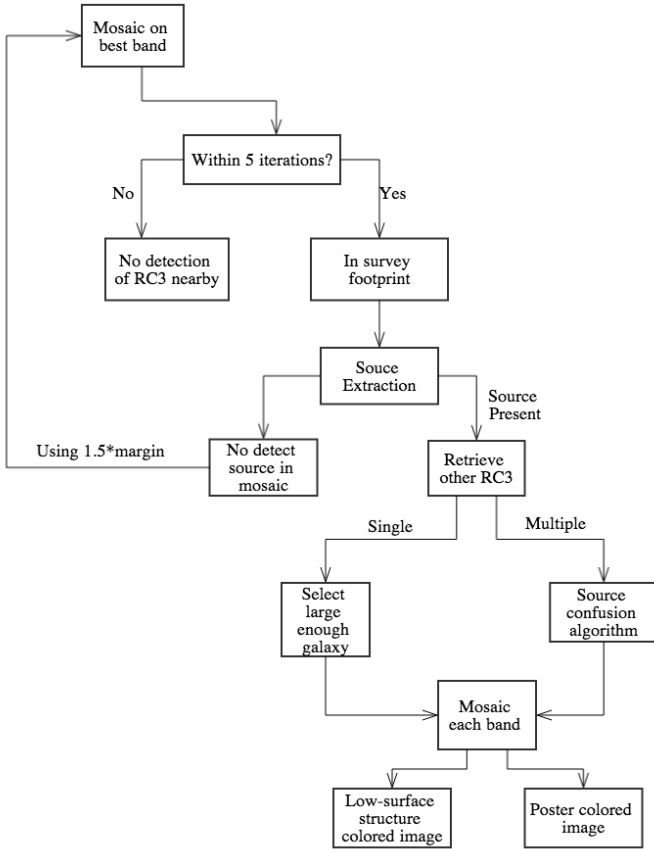 Mosaic on
best band
Within 5 iterations?
No
Yes
No detection
of RC3 nearby
In survey
footprint
Souce
Extraction
Source
Present
Using 1.5*margin
No detect
source in
mosaic
Retrieve
other RC3
Single
Multiple
Select
large
enough
galaxy
Source
confusion
algorithm
Mosaic
each band
Low-surface
structure
colored image
Poster colored
image